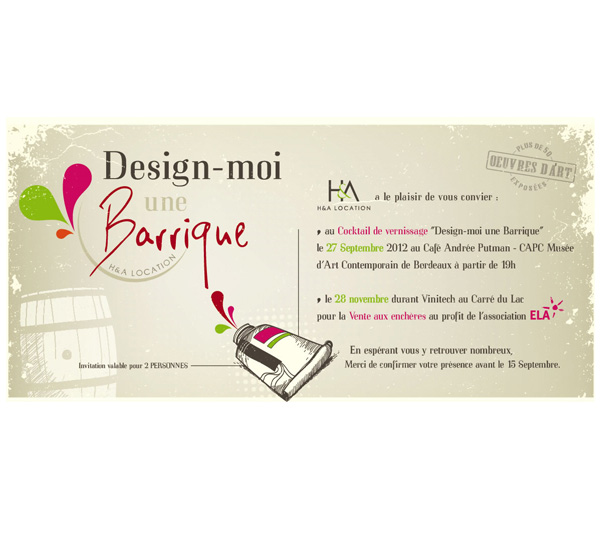 Design-moi
une
Barrique
H&A LOCATION
PLUS DE 50
OEUVRES D'ART
EXPOSÉES
H&A
H&A LOCATION
a le plaisir de vous convier :
, au Cocktail de vernissage "Design-moi une Barrique"
le 27 Septembre 2012 au Café Andrée Putman - CAPC Musée
d'Art Contemporain de Bordeaux à partir de 19h
, le 28 novembre durant Vinitech au Carré du Lac
pour la Vente aux enchères au profit de l'association ELA
En espérant vous y retrouver nombreux,
Merci de confirmer votre présence avant le 15 Septembre.
Invitation valable pour 2 PERSONNES